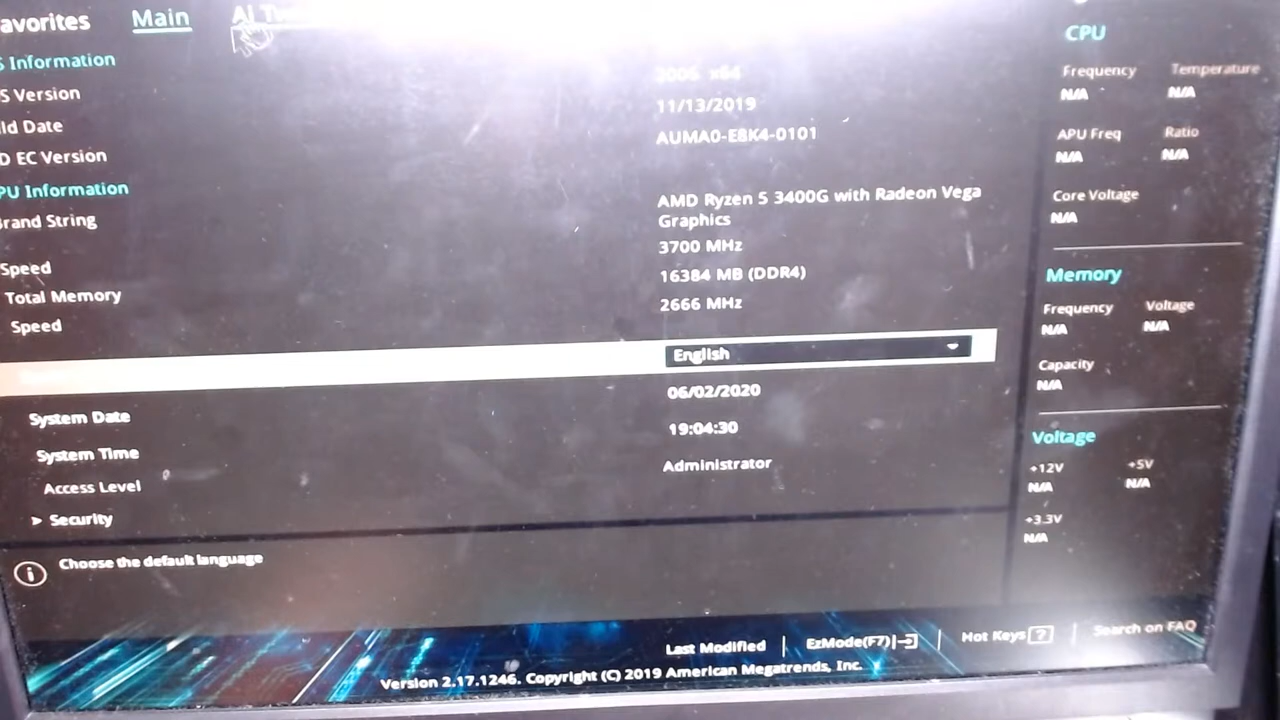 avorites Main
S Information
S Version x64
ild Date 11/13/2019
D EC Version AUMA0-E8K4-0101
PU Information
Brand String AMD Ryzen 5 3400G with Radeon Vega
Graphics
Speed 3700 MHz
Total Memory 16384 MB (DDR4)
Speed 2666 MHz
English
System Date 06/02/2020
System Time 19:04:30
Access Level Administrator
Security
Choose the default language
CPU
Frequency Temperature
N/A N/A
APU Freq Ratio
N/A N/A
Core Voltage
N/A
Memory
Frequency Voltage
N/A N/A
Capacity
N/A
Voltage
+12V +5V
N/A N/A
+3.3V
N/A
Last Modified EzMode(F7) Hot Keys ? Search on FAQ
Version 2.17.1246. Copyright (C) 2019 American Megatrends, Inc.